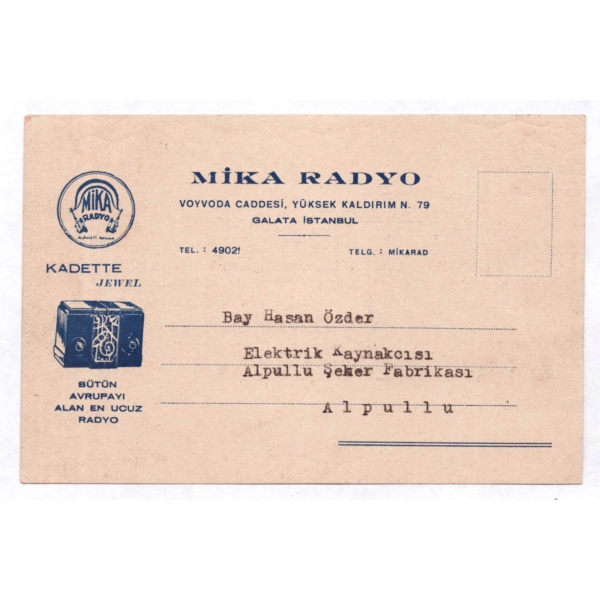 MİKA RADYO
VOYVODA CADDESİ, YÜKSEK KALDIRIM N. 79
GALATA İSTANBUL
TEL. : 49021
TELG. : MİKARAD
MİKA
RADYO
KADETTE
JEWEL
BÜTÜN
AVRUPAYI
ALAN EN UCUZ
RADYO
Bay Hasan Özder
Elektrik Kaynakcısı
Alpullu Şeker Fabrikası
Alpullu